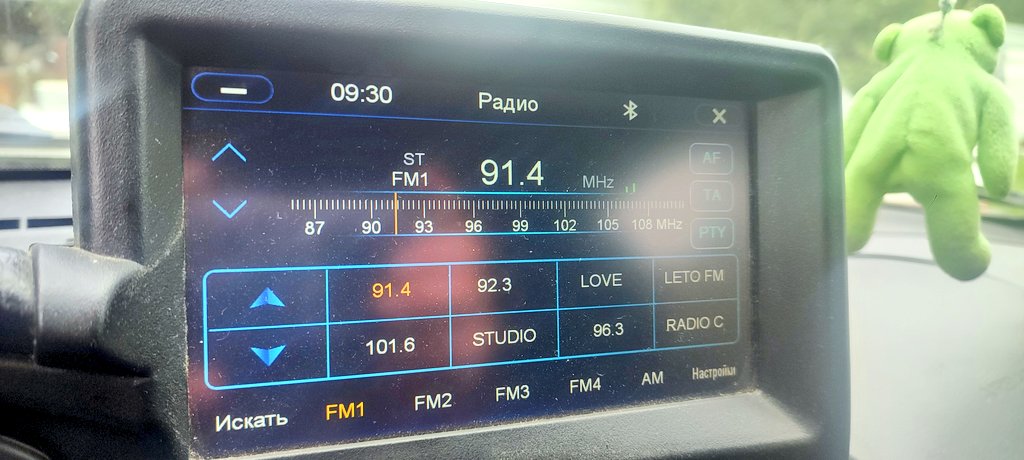 09:30 Радио
ST
FM1 91.4 MHz
AF
TA
PTY
87 90 93 96 99 102 105 108 MHz
91.4 92.3 LOVE LETO FM
101.6 STUDIO 96.3 RADIO C
Искать FM1 FM2 FM3 FM4 AM Настройки